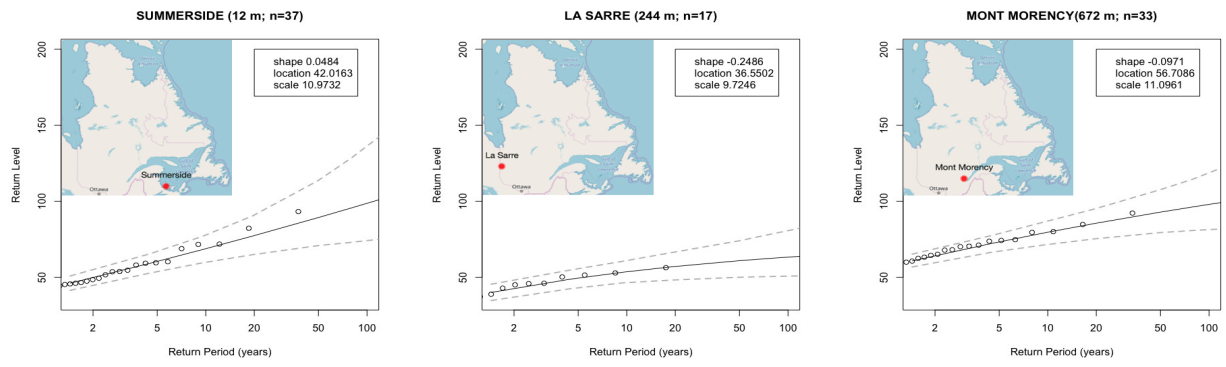 SUMMERSIDE (12 m; n=37)
200
150
100
50
Return Level
shape 0.0484
location 42.0163
scale 10.9732
Summerside
Ottawa
2 5 10 20 50 100
Return Period (years)
LA SARRE (244 m; n=17)
200
150
100
50
Return Level
shape -0.2486
location 36.5502
scale 9.7246
La Sarre
Ottawa
2 5 10 20 50 100
Return Period (years)
MONT MORENCY(672 m; n=33)
200
150
100
50
Return Level
shape -0.0971
location 56.7086
scale 11.0961
Mont Morency
Ottawa
2 5 10 20 50 100
Return Period (years)